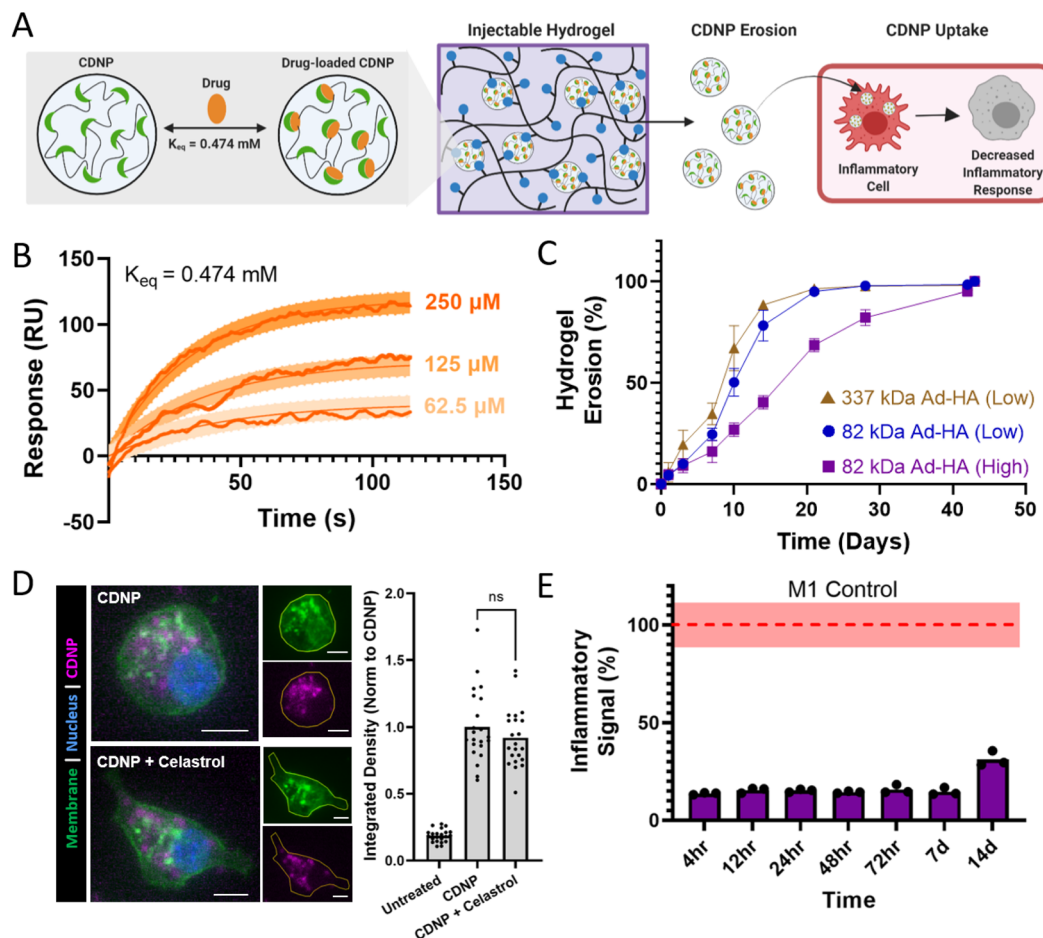 A
Injectable Hydrogel
CDNP Erosion
CDNP Uptake
CDNP
Drug
Drug-loaded CDNP
Keq = 0.474 mM
Inflammatory
Cell
Decreased
Inflammatory
Response
B
Keq = 0.474 mM
250 µM
125 µM
62.5 µM
Response (RU)
150
100
50
0
-50
50
100
150
Time (s)
C
Hydrogel
Erosion (%)
100
50
0
337 kDa Ad-HA (Low)
82 kDa Ad-HA (Low)
82 kDa Ad-HA (High)
0
10
20
30
40
50
Time (Days)
D
Membrane | Nucleus | CDNP
CDNP
CDNP + Celastrol
Integrated Density (Norm to CDNP)
2.0
1.5
1.0
0.5
0.0
ns
Untreated
CDNP
CDNP + Celastrol
E
M1 Control
Inflammatory
Signal (%)
100
50
0
4hr
12hr
24hr
48hr
72hr
7d
14d
Time